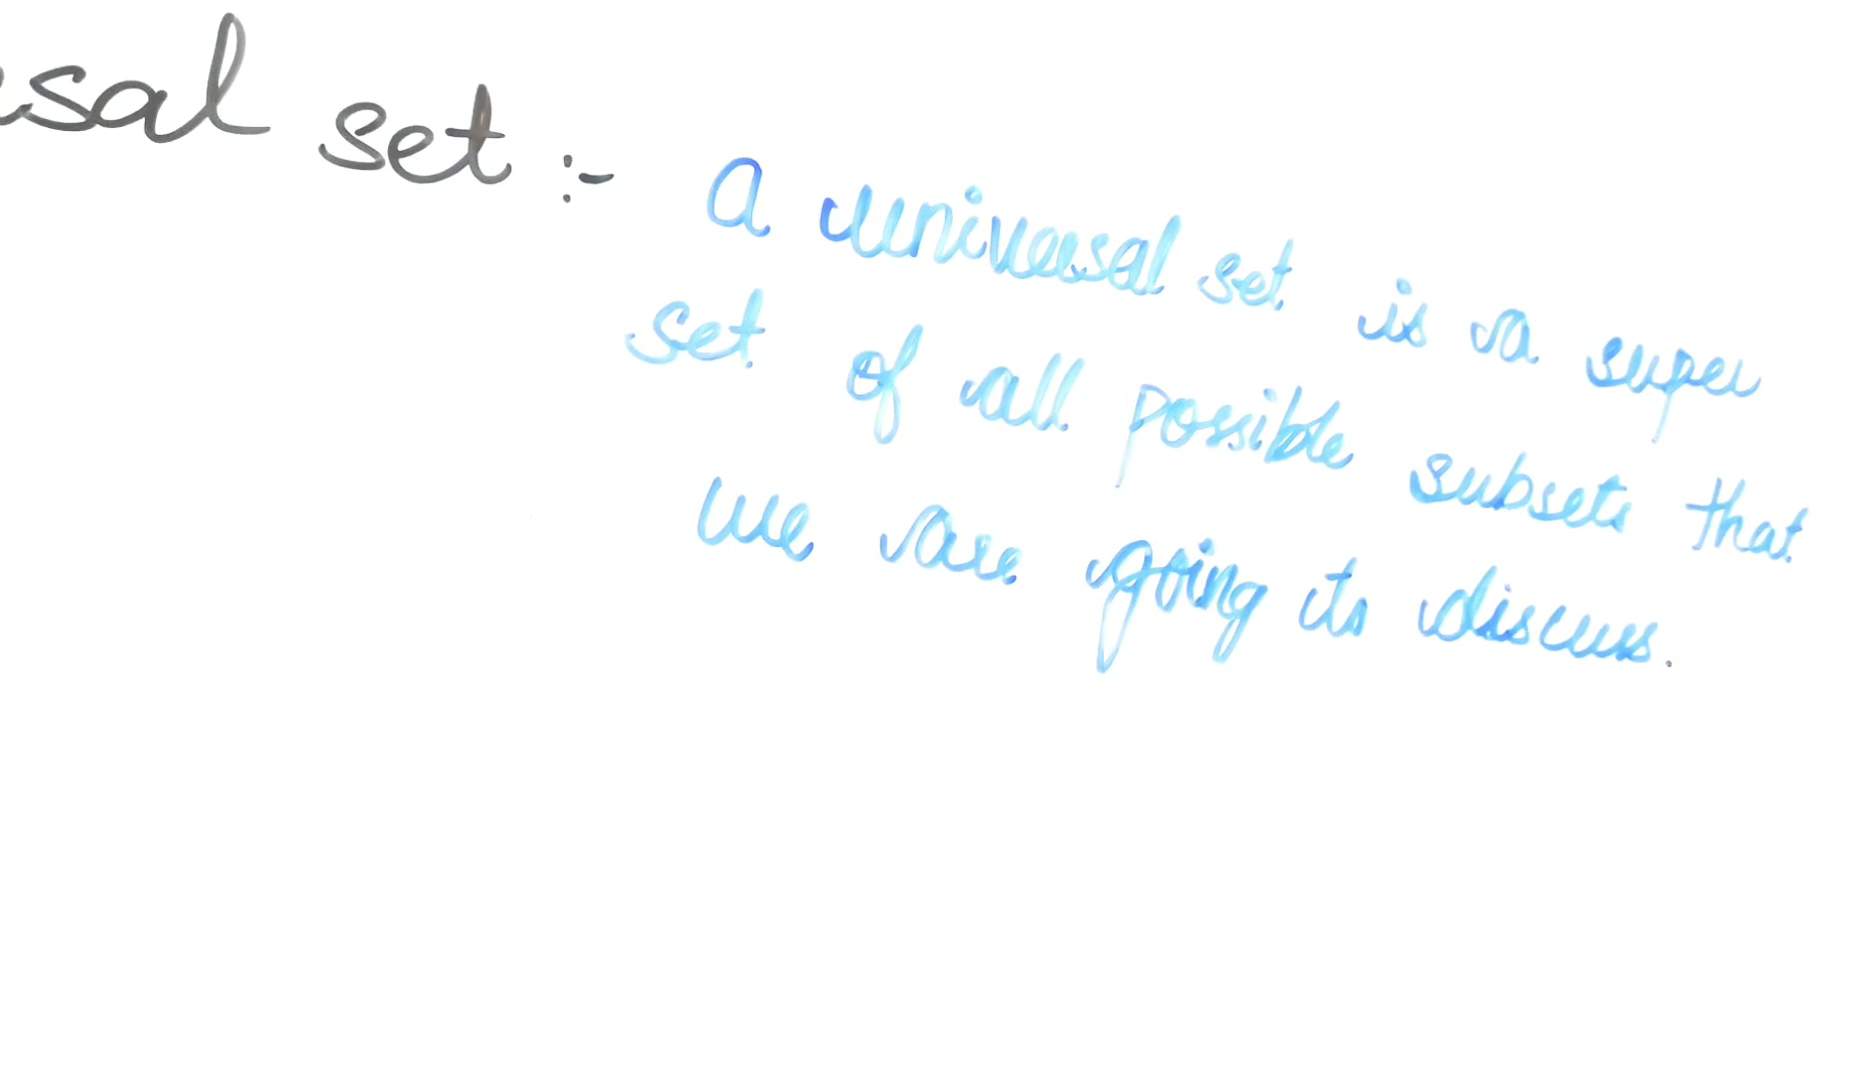 sal set :-
A universal set is a super
set of all possible subsets that
we are going to discuss.